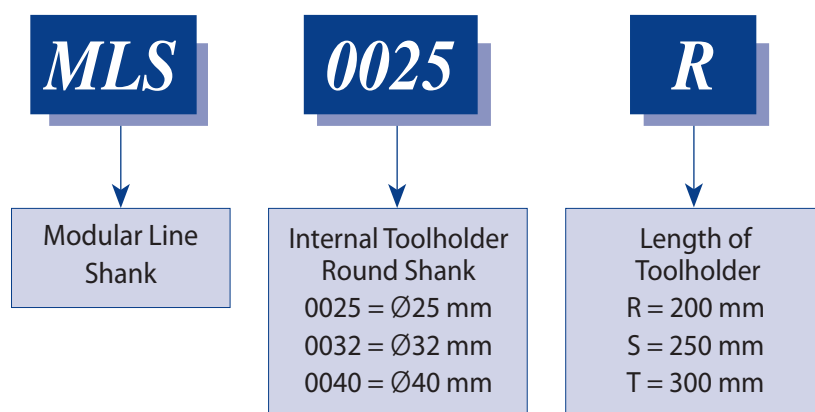 MLS 0025 R
Modular Line
Shank
Internal Toolholder
Round Shank
0025 = Ø25 mm
0032 = Ø32 mm
0040 = Ø40 mm
Length of
Toolholder
R = 200 mm
S = 250 mm
T = 300 mm